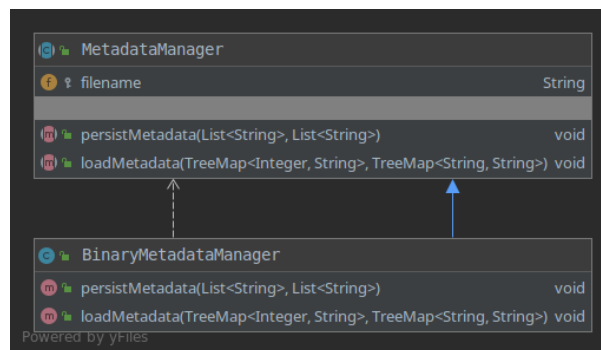 MetadataManager
filename String
persistMetadata(List<String>, List<String>) void
loadMetadata(TreeMap<Integer, String>, TreeMap<String, String>) void
BinaryMetadataManager
persistMetadata(List<String>, List<String>) void
loadMetadata(TreeMap<Integer, String>, TreeMap<String, String>) void
Powered by yFiles